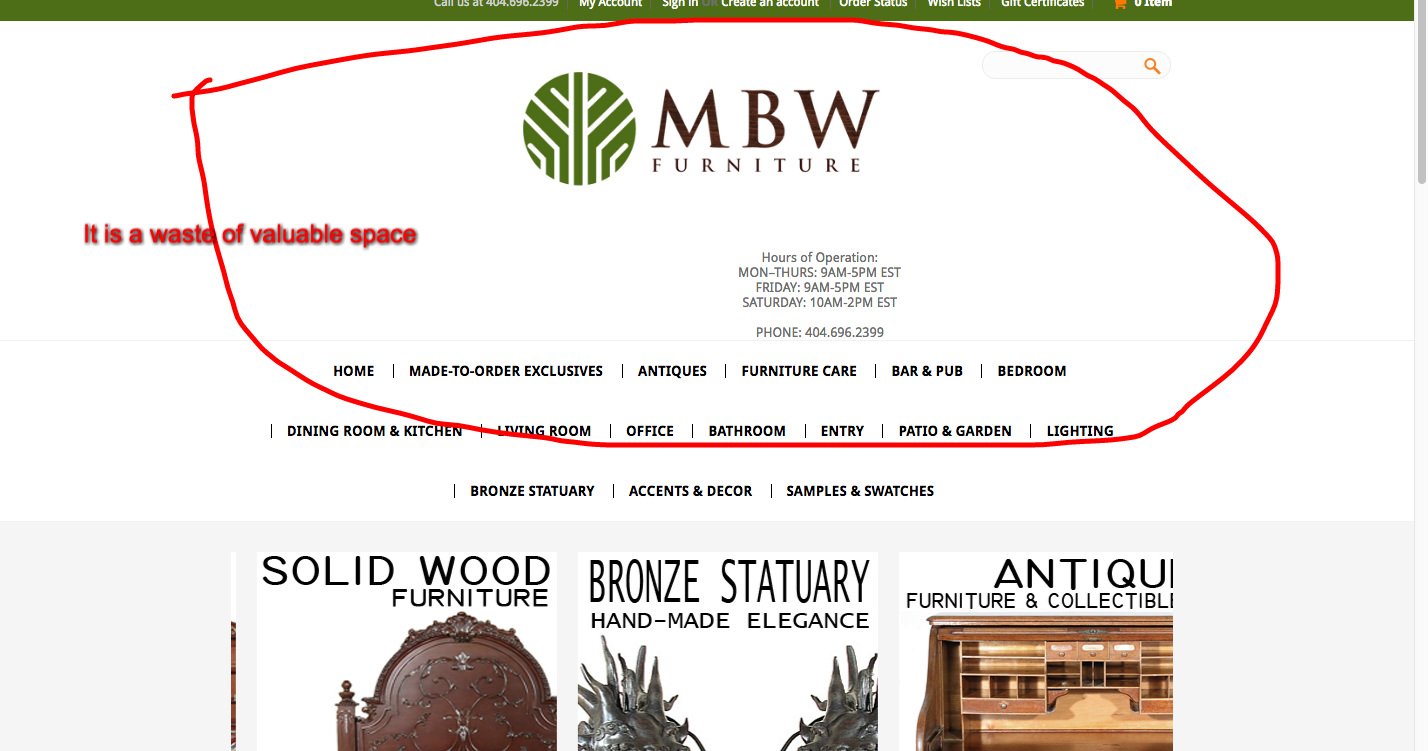 Call us at 404.696.2399 My Account Sign in OR Create an account Order Status Wish Lists Gift Certificates 0 Item
MBW
FURNITURE
It is a waste of valuable space
Hours of Operation:
MON–THURS: 9AM-5PM EST
FRIDAY: 9AM-5PM EST
SATURDAY: 10AM-2PM EST
PHONE: 404.696.2399
HOME MADE-TO-ORDER EXCLUSIVES ANTIQUES FURNITURE CARE BAR & PUB BEDROOM
DINING ROOM & KITCHEN LIVING ROOM OFFICE BATHROOM ENTRY PATIO & GARDEN LIGHTING
BRONZE STATUARY ACCENTS & DECOR SAMPLES & SWATCHES
SOLID WOOD
FURNITURE
BRONZE STATUARY
HAND-MADE ELEGANCE
ANTIQU
FURNITURE & COLLECTIBLE